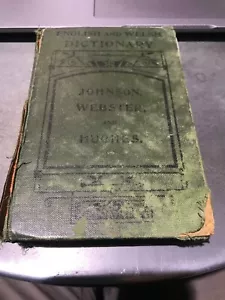 ENGLISH AND WELSH
DICTIONARY
JOHNSON,
WEBSTER,
AND
HUGHES.